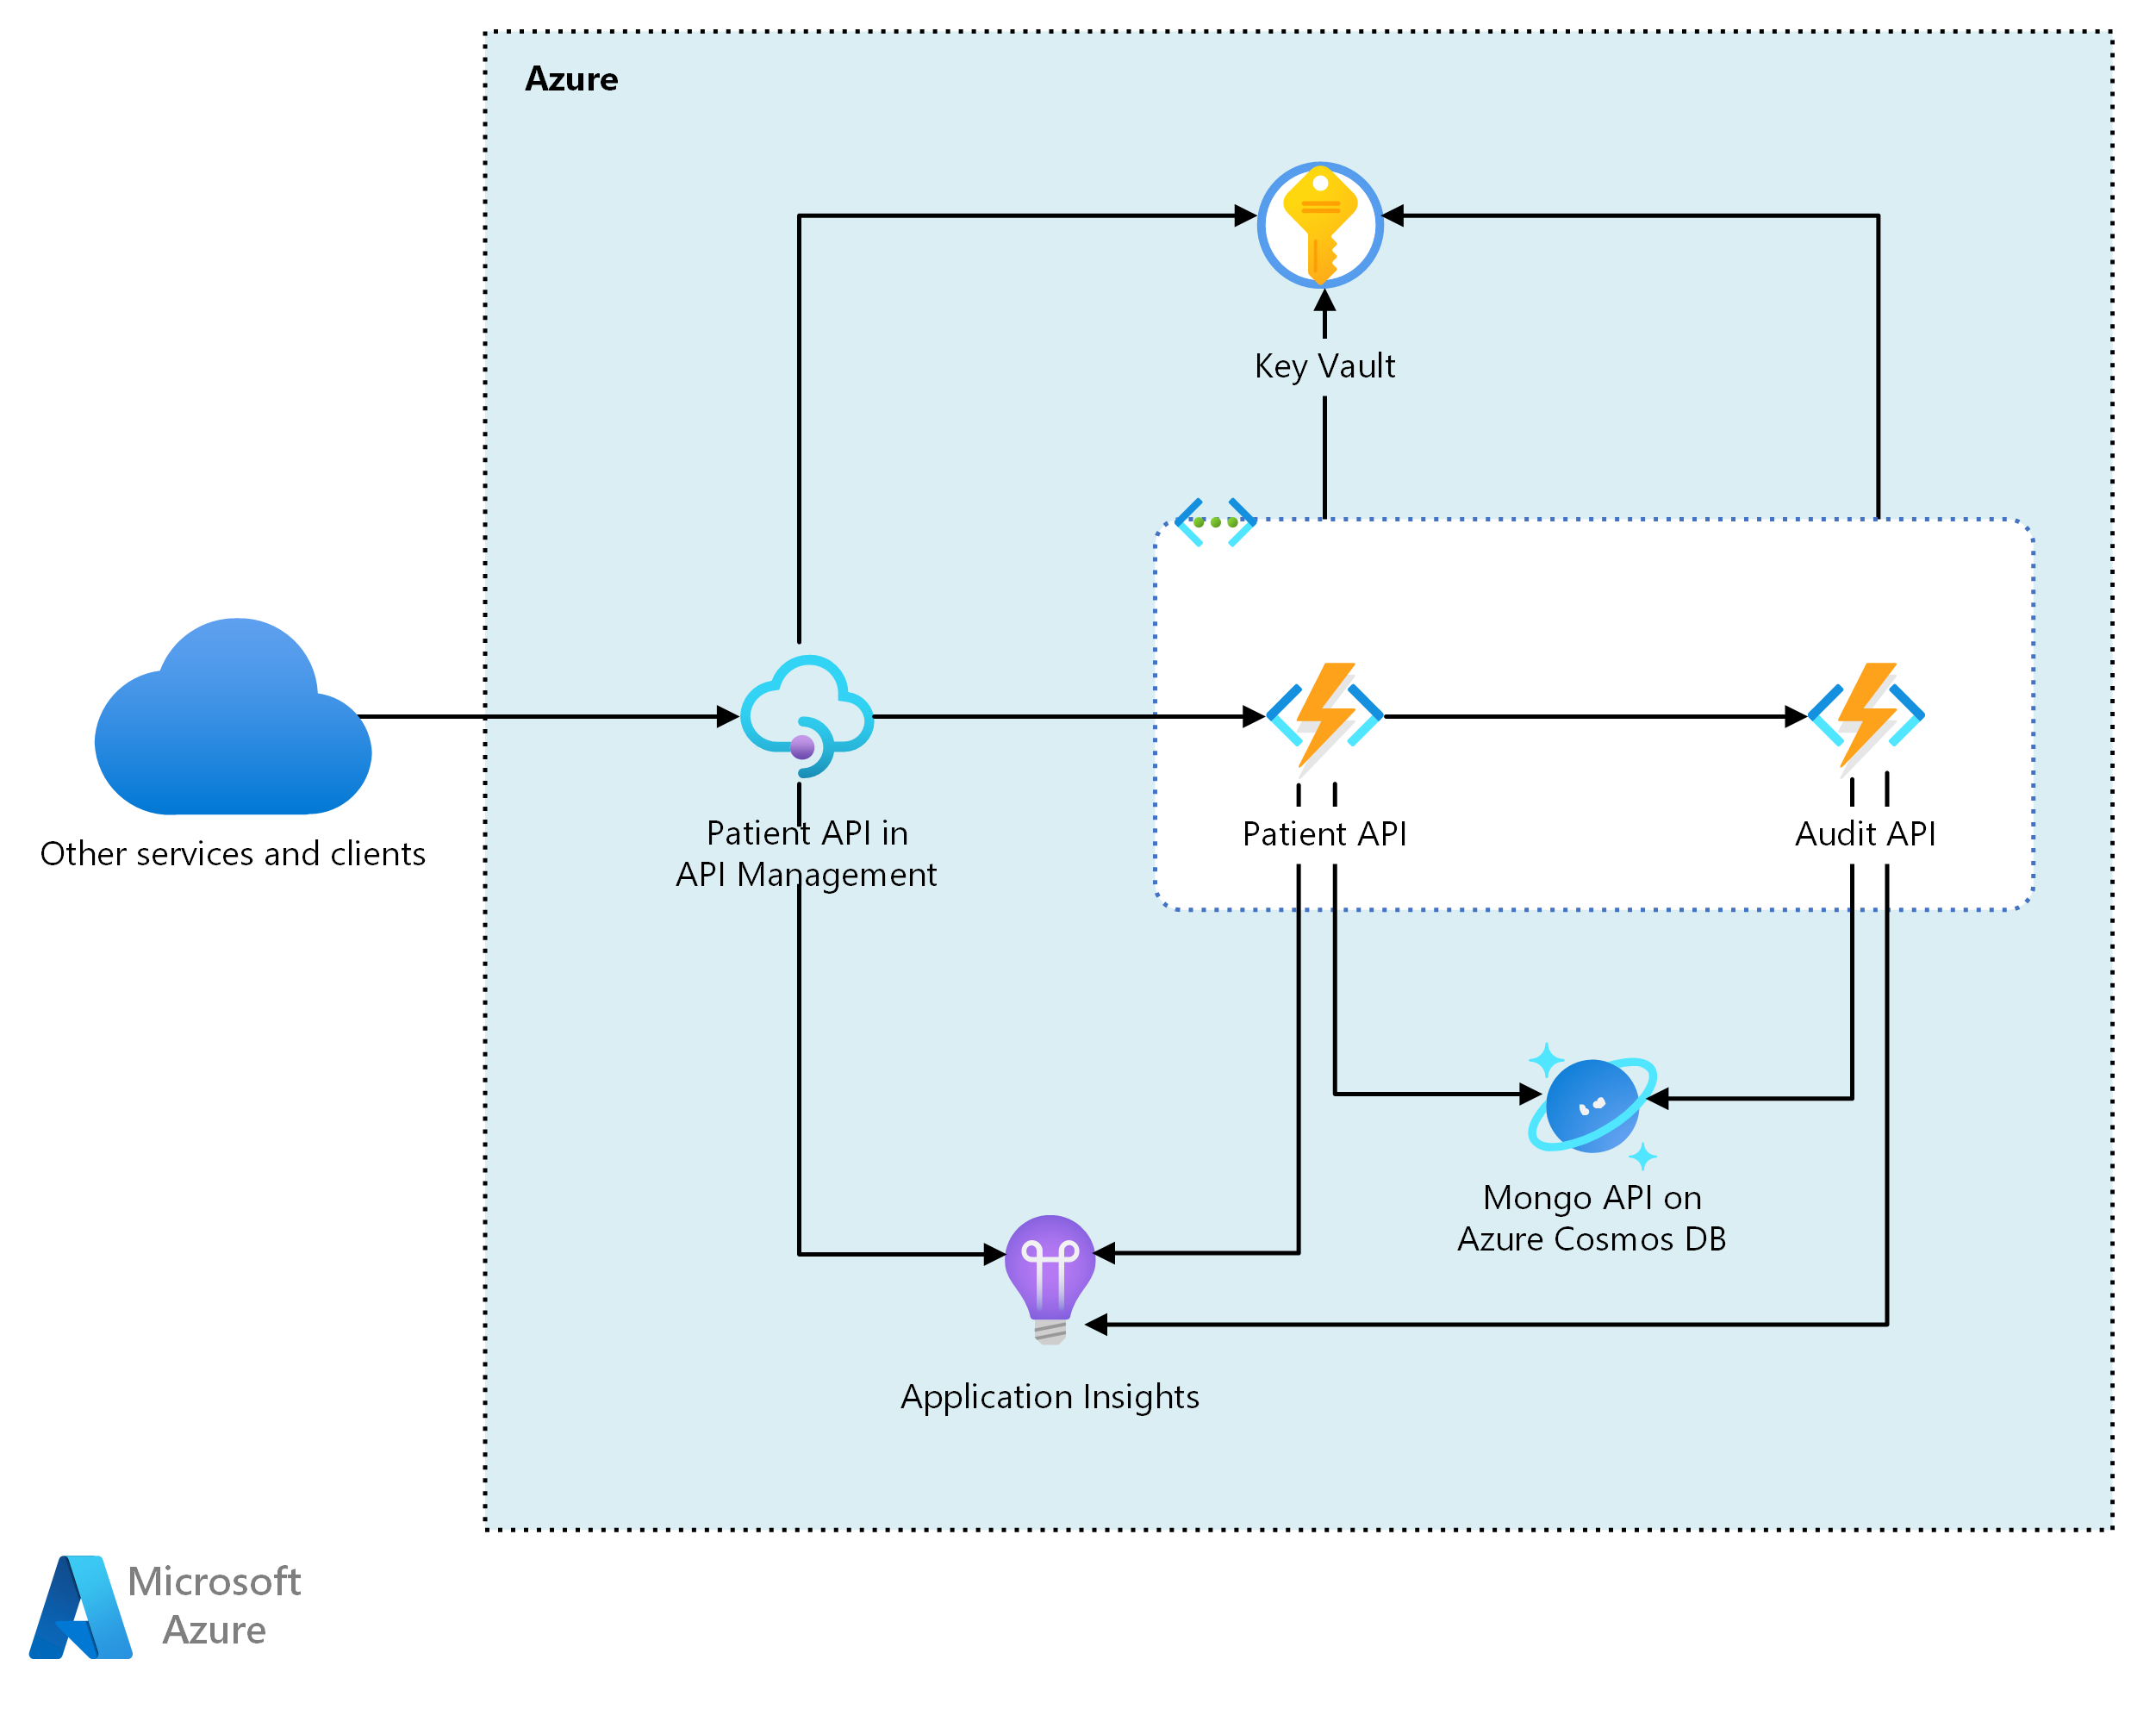 Azure
Key Vault
Other services and clients
Patient API in
API Management
Patient API
Audit API
Mongo API on
Azure Cosmos DB
Application Insights
Microsoft
Azure